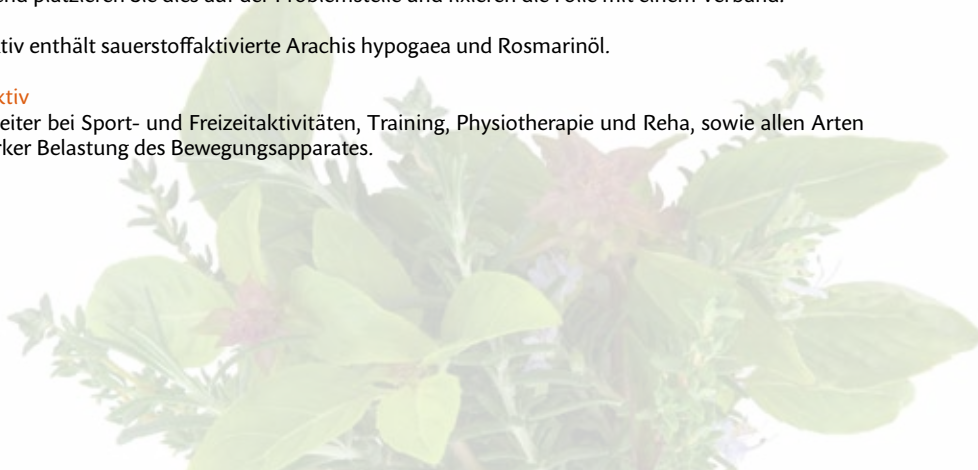 platzieren Sie dies auf der Problemstelle und fixieren die Folie mit einem Verband.
tiv enthält sauerstoffaktivierte Arachis hypogaea und Rosmarinöl.
ktiv
eiter bei Sport- und Freizeitaktivitäten, Training, Physiotherapie und Reha, sowie allen Arten
rker Belastung des Bewegungsapparates.